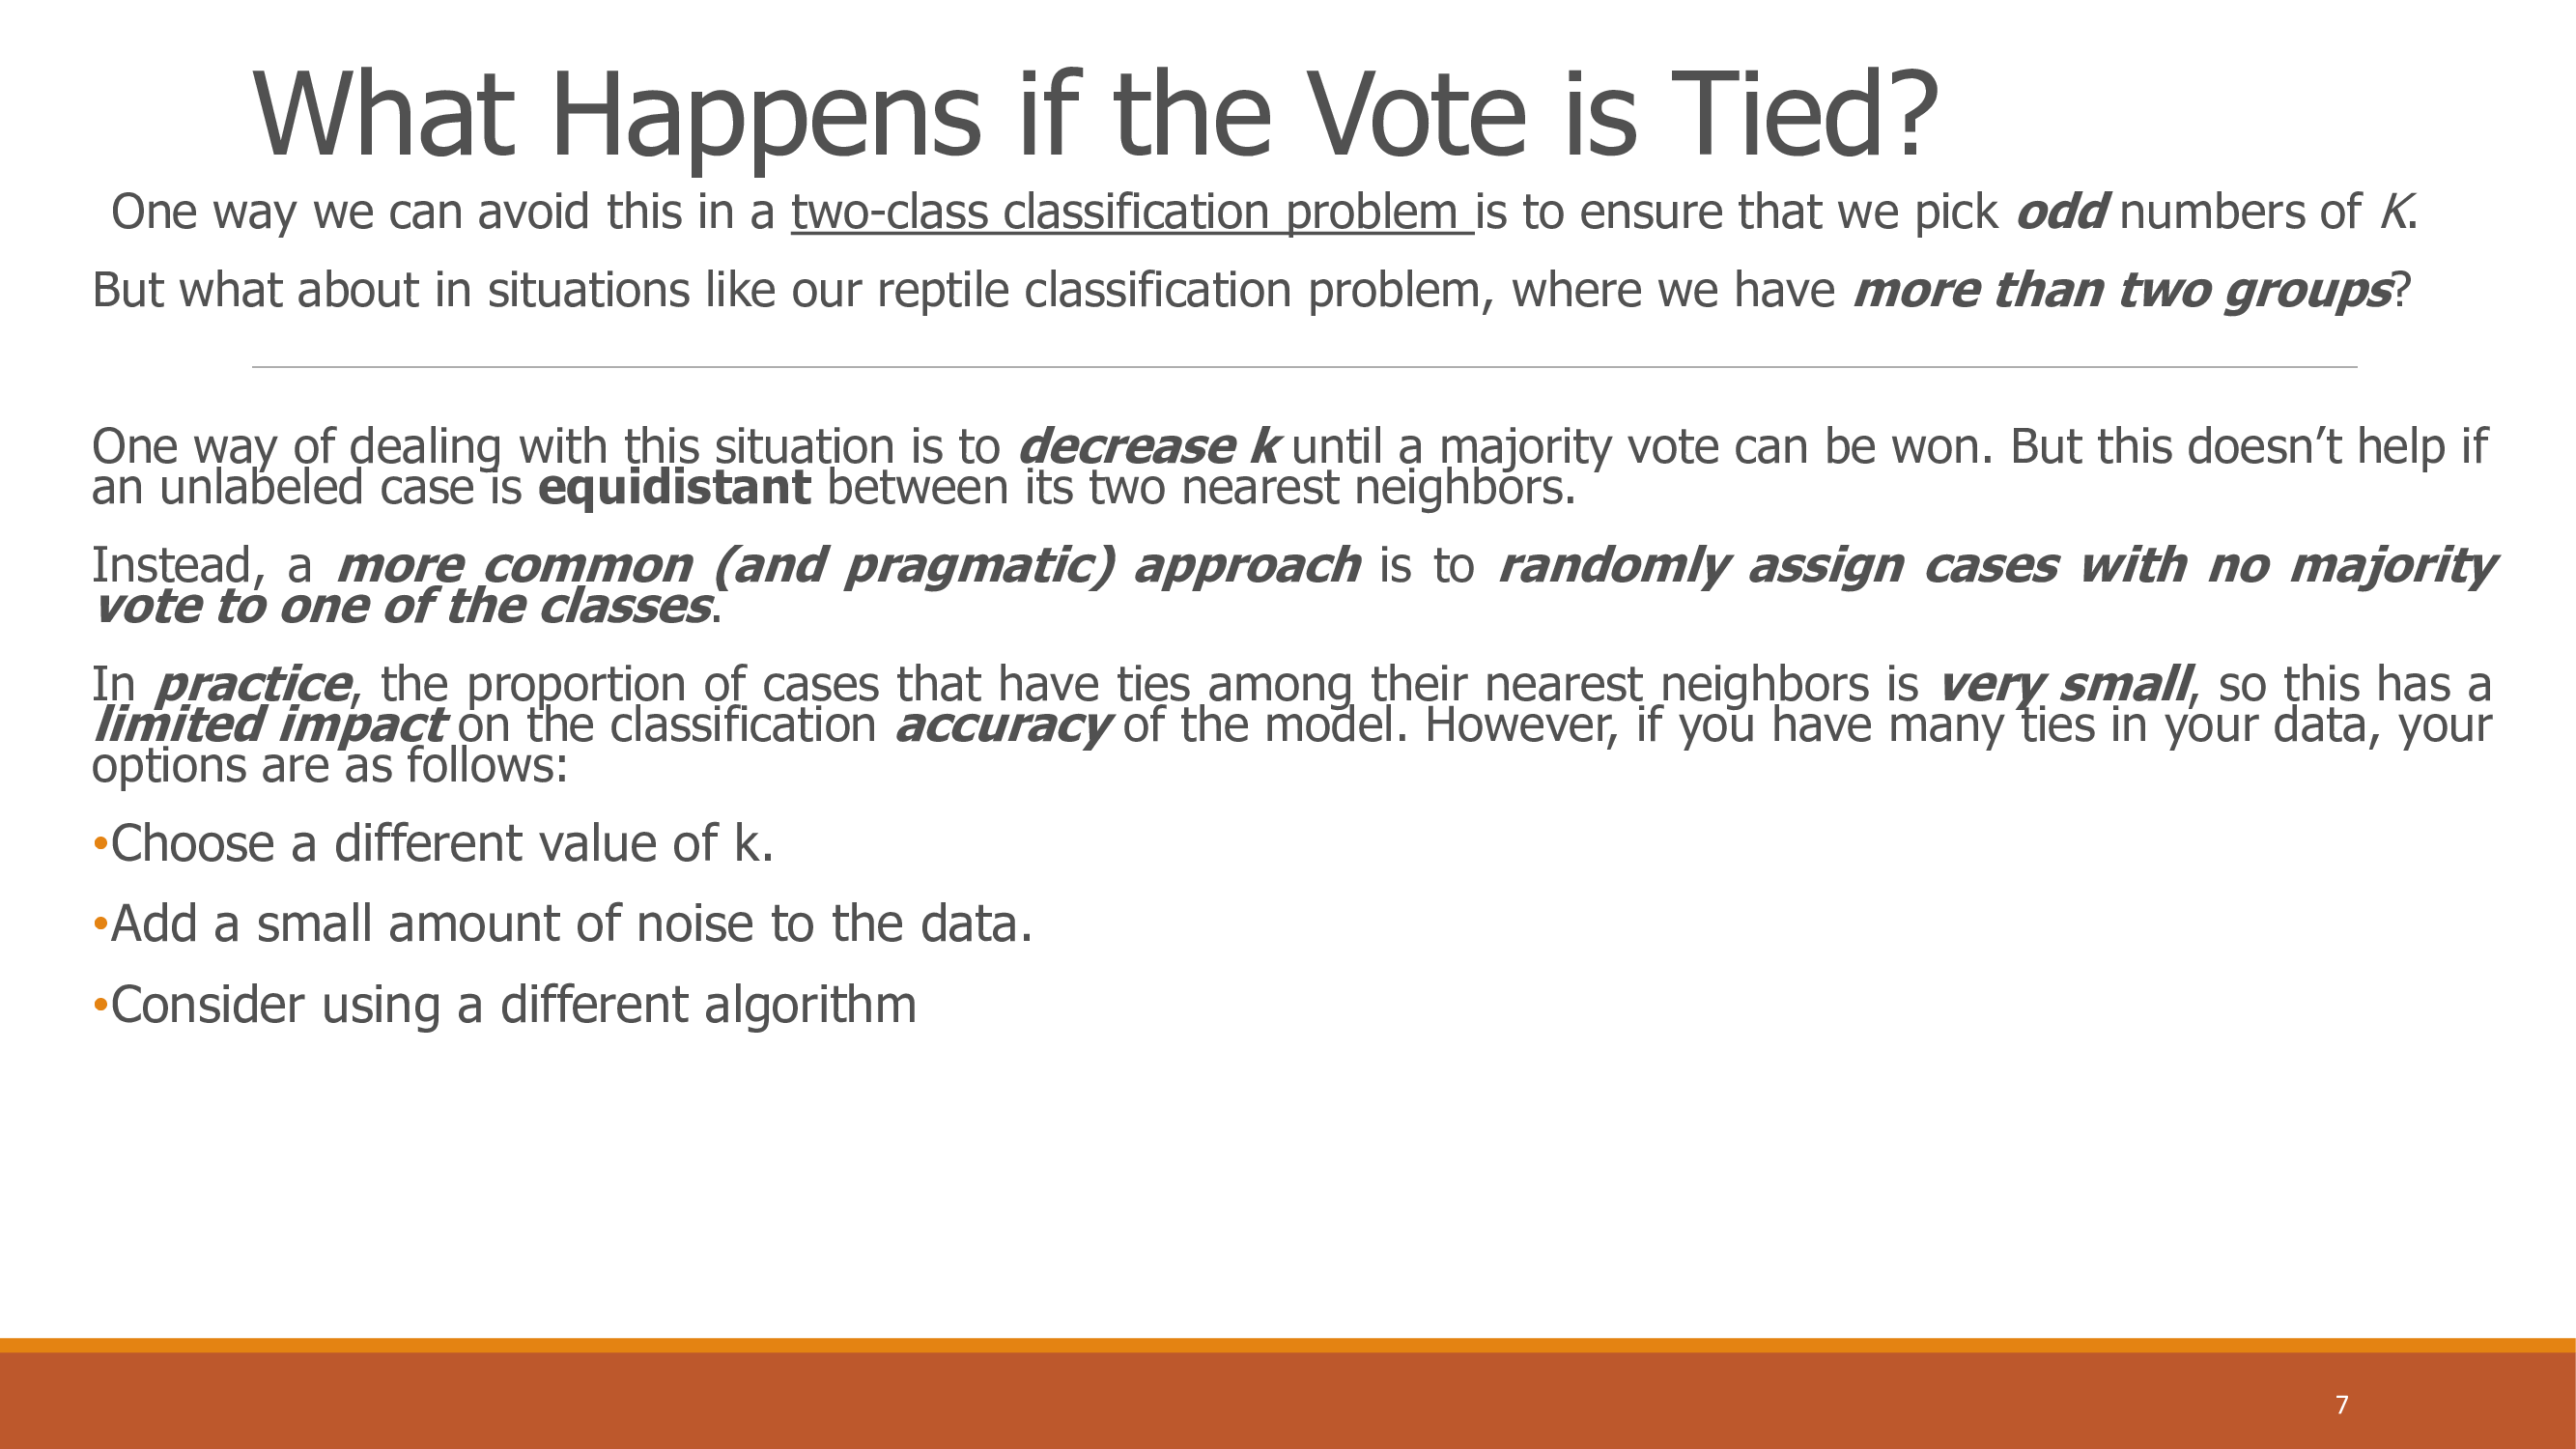 What Happens if the Vote is Tied?
One way we can avoid this in a two-class classification problem is to ensure that we pick odd numbers of K.
But what about in situations like our reptile classification problem, where we have more than two groups?
One way of dealing with this situation is to decrease k until a majority vote can be won. But this doesn’t help if
an unlabeled case is equidistant between its two nearest neighbors.
Instead, a more common (and pragmatic) approach is to randomly assign cases with no majority
vote to one of the classes.
In practice, the proportion of cases that have ties among their nearest neighbors is very small, so this has a
limited impact on the classification accuracy of the model. However, if you have many ties in your data, your
options are as follows:
•Choose a different value of k.
•Add a small amount of noise to the data.
•Consider using a different algorithm
7